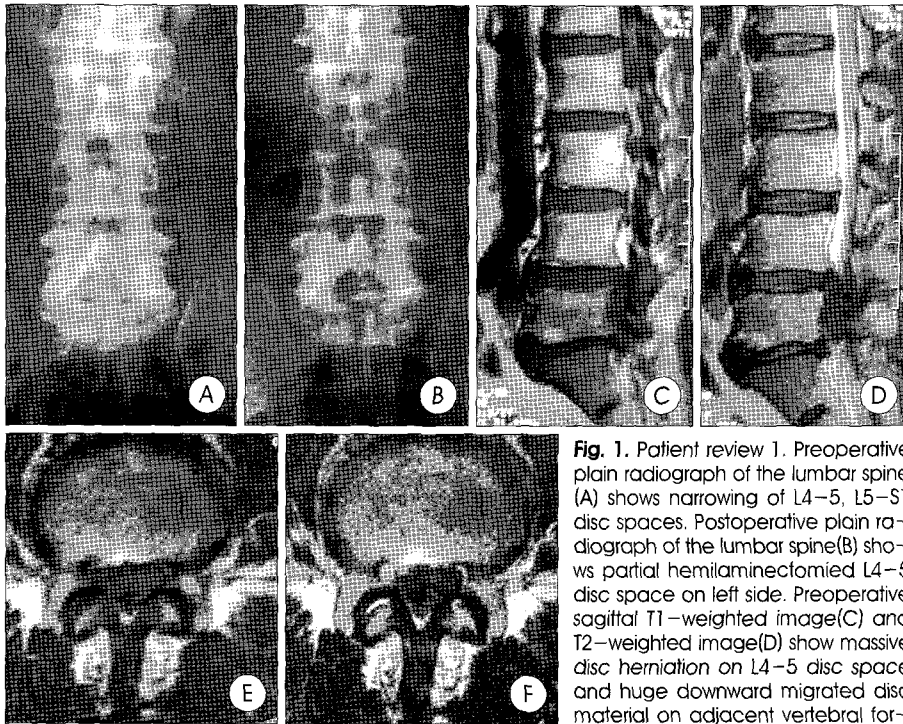 A
B
C
D
E
F
Fig. 1. Patient review 1. Preoperative
plain radiograph of the lumbar spine
(A) shows narrowing of L4-5, L5-S1
disc spaces. Postoperative plain ra-
diograph of the lumbar spine(B) sho-
ws partial hemilaminectomied L4-5
disc space on left side. Preoperative
sagittal T1-weighted image(C) and
T2-weighted image(D) show massive
disc herniation on L4-5 disc space
and huge downward migrated disc
material on adjacent vertebral for-